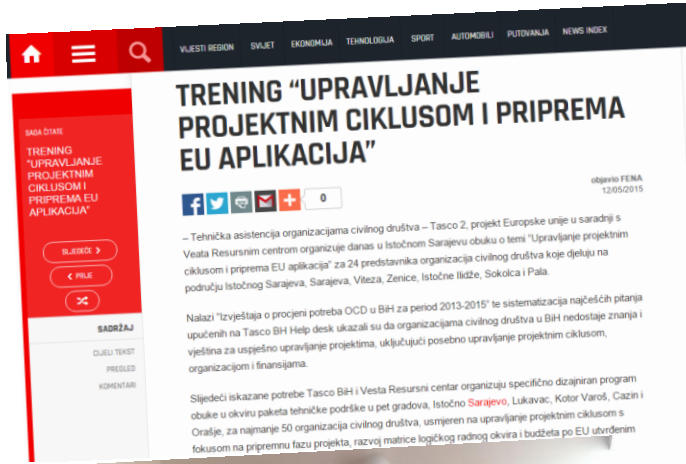 VIJESTI REGION SVIJET EKONOMIJA TEHNOLOGIJA SPORT AUTOMOBILI PUTOVANJA NEWS INDEX
SADA ČITATE
TRENING
"UPRAVLJANJE
PROJEKTNIM
CIKLUSOM I
PRIPREMA EU
APLIKACIJA"
SLJEDEĆE >
< PRIJE
SADRŽAJ
CIJELI TEKST
PREGLED
KOMENTARI
TRENING “UPRAVLJANJE
PROJEKTNIM CIKLUSOM I PRIPREMA
EU APLIKACIJA”
0
objavio FENA
12/05/2015
– Tehnička asistencija organizacijama civilnog društva – Tasco 2, projekt Europske unije u saradnji s
Veata Resursnim centrom organizuje danas u Istočnom Sarajevu obuku o temi “Upravljanje projektnim
ciklusom i priprema EU aplikacija” za 24 predstavnika organizacija civilnog društva koje djeluju na
području Istočnog Sarajeva, Sarajeva, Viteza, Zenice, Istočne Ilidže, Sokolca i Pala.
Nalazi “Izvještaja o procjeni potreba OCD u BiH za period 2013-2015” te sistematizacija najčešćih pitanja
upućenih na Tasco BH Help desk ukazali su da organizacijama civilnog društva u BiH nedostaje znanja i
vještina za uspješno upravljanje projektima, uključujući posebno upravljanje projektnim ciklusom,
organizacijom i finansijama.
Slijedeći iskazane potrebe Tasco BiH i Vesta Resursni centar organizuju specifično dizajniran program
obuke u okviru paketa tehničke podrške u pet gradova, Istočno Sarajevo, Lukavac, Kotor Varoš, Cazin i
Orašje, za najmanje 50 organizacija civilnog društva, usmjeren na upravljanje projektnim ciklusom s
fokusom na pripremnu fazu projekta, razvoj matrice logičkog radnog okvira i budžeta po EU utvrđenim